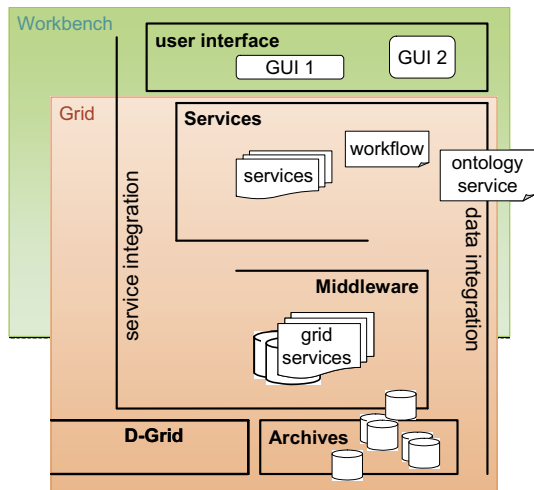 Workbench
user interface
GUI 1
GUI 2
Grid
Services
services
workflow
ontology
service
service integration
data integration
Middleware
grid
services
D-Grid
Archives